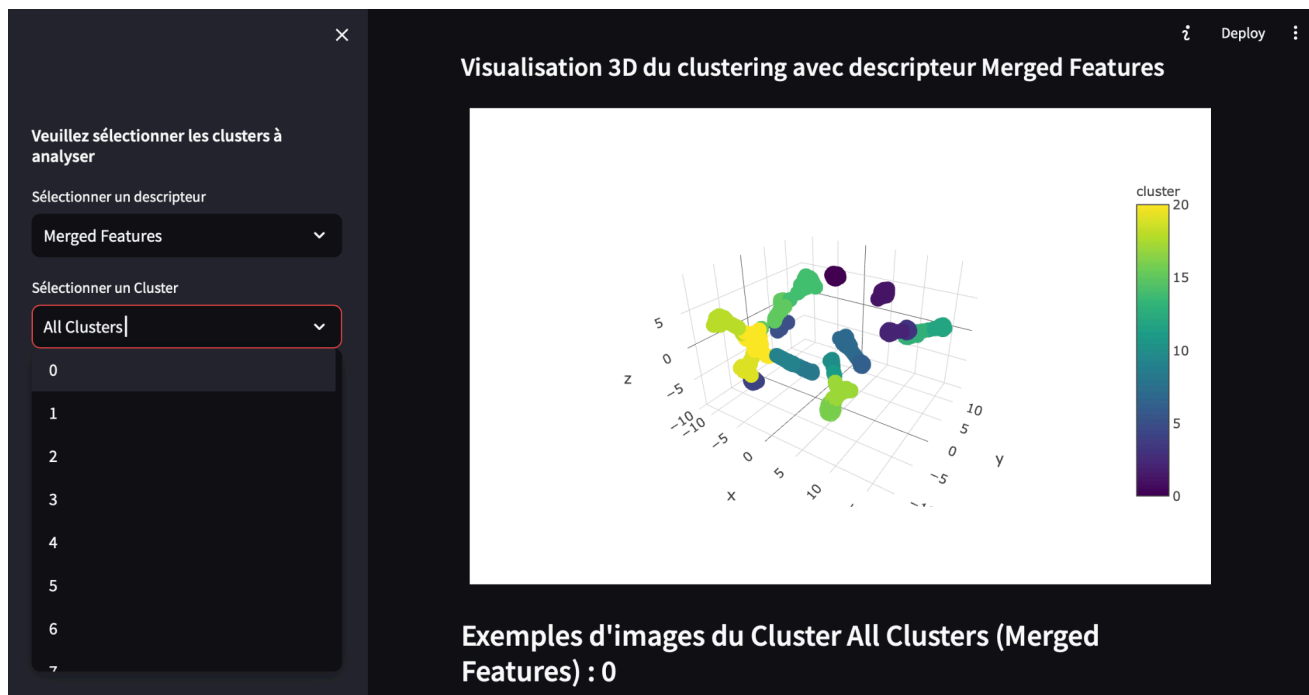 Deploy
Veuillez sélectionner les clusters à
analyser
Sélectionner un descripteur
Merged Features
Sélectionner un Cluster
All Clusters
0
1
2
3
4
5
6
7
Visualisation 3D du clustering avec descripteur Merged Features
cluster
20
15
10
5
0
5
0
−5
−10
z
−10
−5
0
5
10
x
10
5
0
−5
y
Exemples d'images du Cluster All Clusters (Merged
Features) : 0